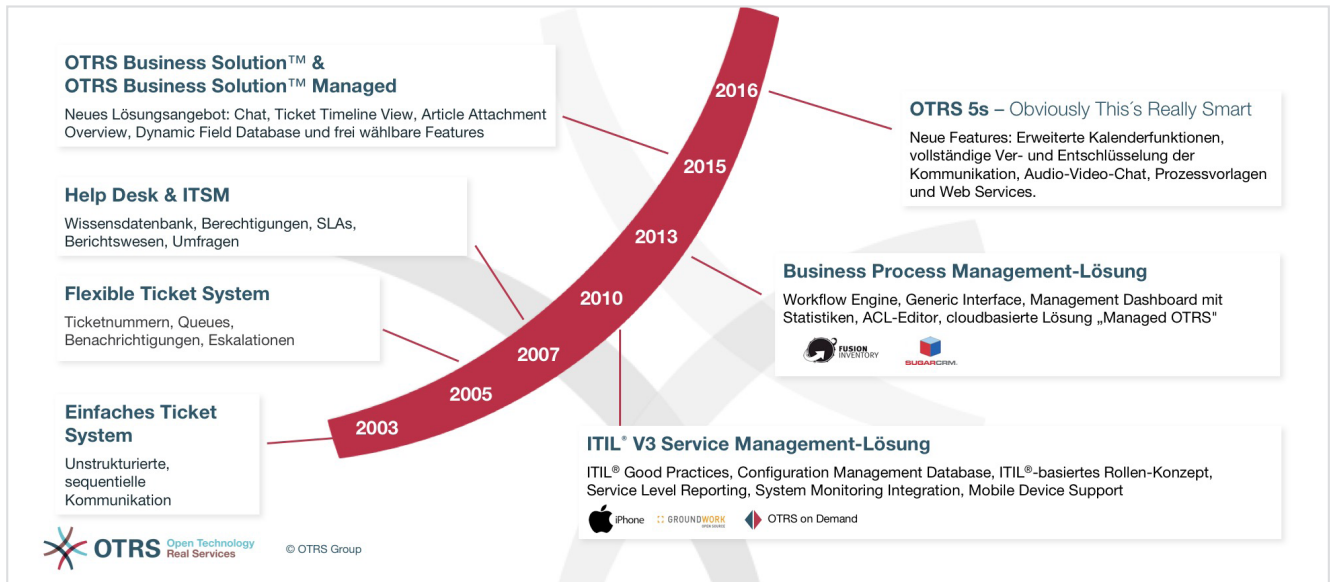 OTRS Business Solution™ &
OTRS Business Solution™ Managed
Neues Lösungsangebot: Chat, Ticket Timeline View, Article Attachment
Overview, Dynamic Field Database und frei wählbare Features
Help Desk & ITSM
Wissensdatenbank, Berechtigungen, SLAs,
Berichtswesen, Umfragen
Flexible Ticket System
Ticketnummern, Queues,
Benachrichtigungen, Eskalationen
Einfaches Ticket
System
Unstrukturierte,
sequentielle
Kommunikation
2003
2005
2007
2010
2013
2015
2016
OTRS 5s – Obviously This´s Really Smart
Neue Features: Erweiterte Kalenderfunktionen,
vollständige Ver- und Entschlüsselung der
Kommunikation, Audio-Video-Chat, Prozessvorlagen
und Web Services.
Business Process Management-Lösung
Workflow Engine, Generic Interface, Management Dashboard mit
Statistiken, ACL-Editor, cloudbasierte Lösung „Managed OTRS"
FUSION
INVENTORY
SUGARCRM.
ITIL® V3 Service Management-Lösung
ITIL® Good Practices, Configuration Management Database, ITIL®-basiertes Rollen-Konzept,
Service Level Reporting, System Monitoring Integration, Mobile Device Support
iPhone
GROUNDWORK
OPEN SOURCE
OTRS on Demand
OTRS
Open Technology
Real Services
© OTRS Group